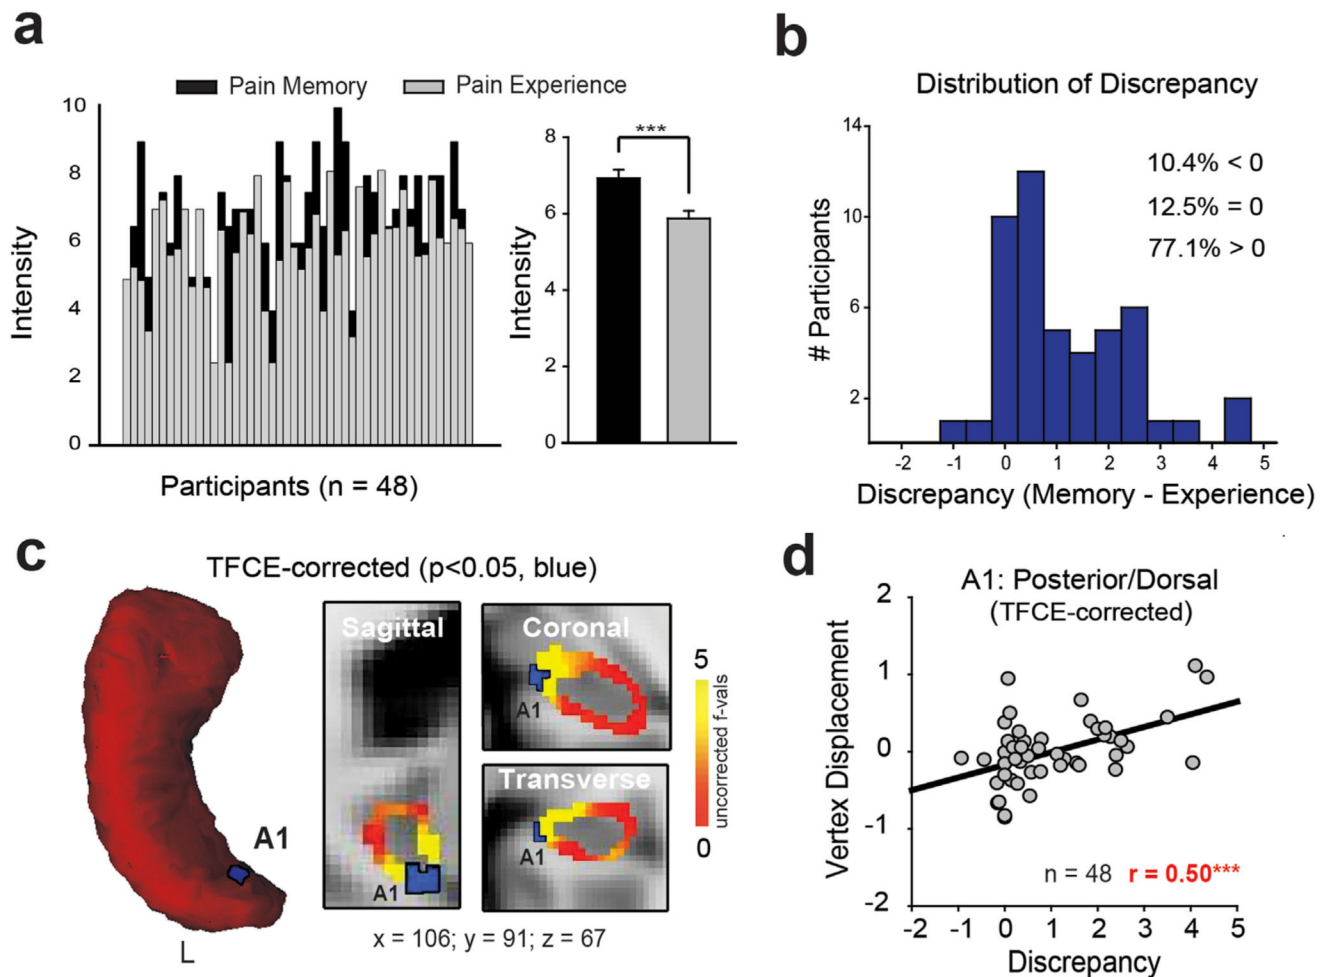 a
Pain Memory
Pain Experience
10
8
6
4
2
0
Intensity
Participants (n = 48)
***
8
6
4
2
0
Intensity
b
Distribution of Discrepancy
14
10
6
2
# Participants
10.4% < 0
12.5% = 0
77.1% > 0
-2 -1 0 1 2 3 4 5
Discrepancy (Memory - Experience)
c
TFCE-corrected (p<0.05, blue)
A1
L
Sagittal
A1
Coronal
A1
Transverse
A1
5
0
uncorrected f-vals
x = 106; y = 91; z = 67
d
A1: Posterior/Dorsal
(TFCE-corrected)
2
1
0
-1
-2
Vertex Displacement
n = 48 r = 0.50***
-2 -1 0 1 2 3 4 5
Discrepancy